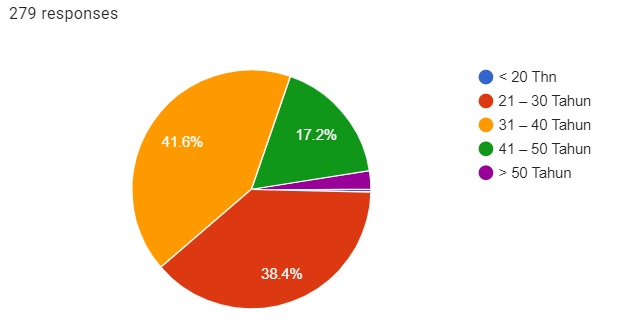 279 responses
< 20 Thn
21 – 30 Tahun
31 – 40 Tahun
41 – 50 Tahun
> 50 Tahun
41.6%
17.2%
38.4%